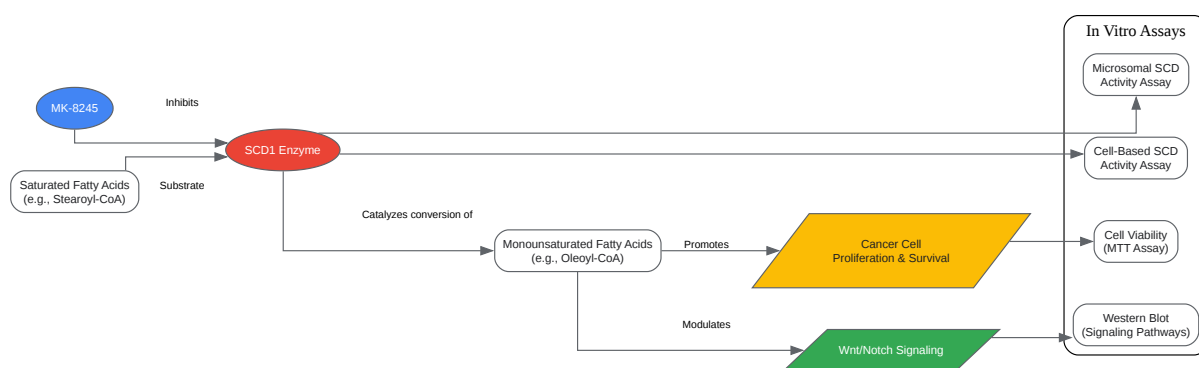 In Vitro Assays
Microsomal SCD
Activity Assay
MK-8245
Inhibits
SCD1 Enzyme
Cell-Based SCD
Activity Assay
Saturated Fatty Acids
(e.g., Stearoyl-CoA)
Substrate
Catalyzes conversion of
Monounsaturated Fatty Acids
(e.g., Oleoyl-CoA)
Promotes
Cancer Cell
Proliferation & Survival
Cell Viability
(MTT Assay)
Modulates
Wnt/Notch Signaling
Western Blot
(Signaling Pathways)